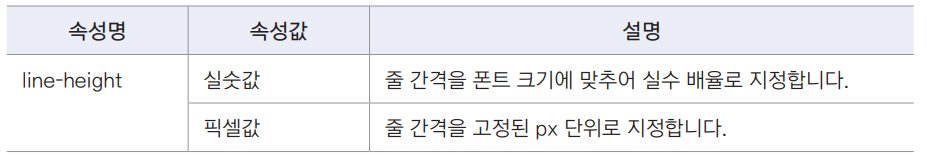 속성명 속성값 설명
line-height 실숫값 줄 간격을 폰트 크기에 맞추어 실수 배율로 지정합니다.
픽셀값 줄 간격을 고정된 px 단위로 지정합니다.